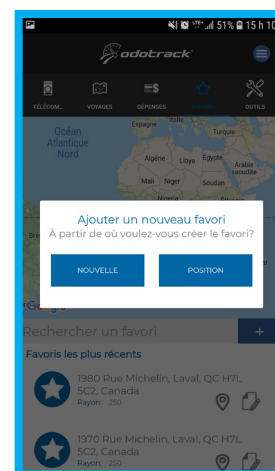 51% 15 h 10
odotrack
TÉLÉCOM... VOYAGES DÉPENSES OUTILS
Espagne Italie Turquie
Océan
Atlantique
Nord
Algérie Libye Égypte Arabie
saoudite
Mali Niger Soudan
Nigeria
Ajouter un nouveau favori
À partir de où voulez-vous créer le favori?
NOUVELLE POSITION
Google
Rechercher un favori +
Favoris les plus récents
1980 Rue Michelin, Laval, QC H7L
5C2, Canada
Rayon: 250
1970 Rue Michelin, Laval, QC H7L
5C2, Canada
Rayon: 250